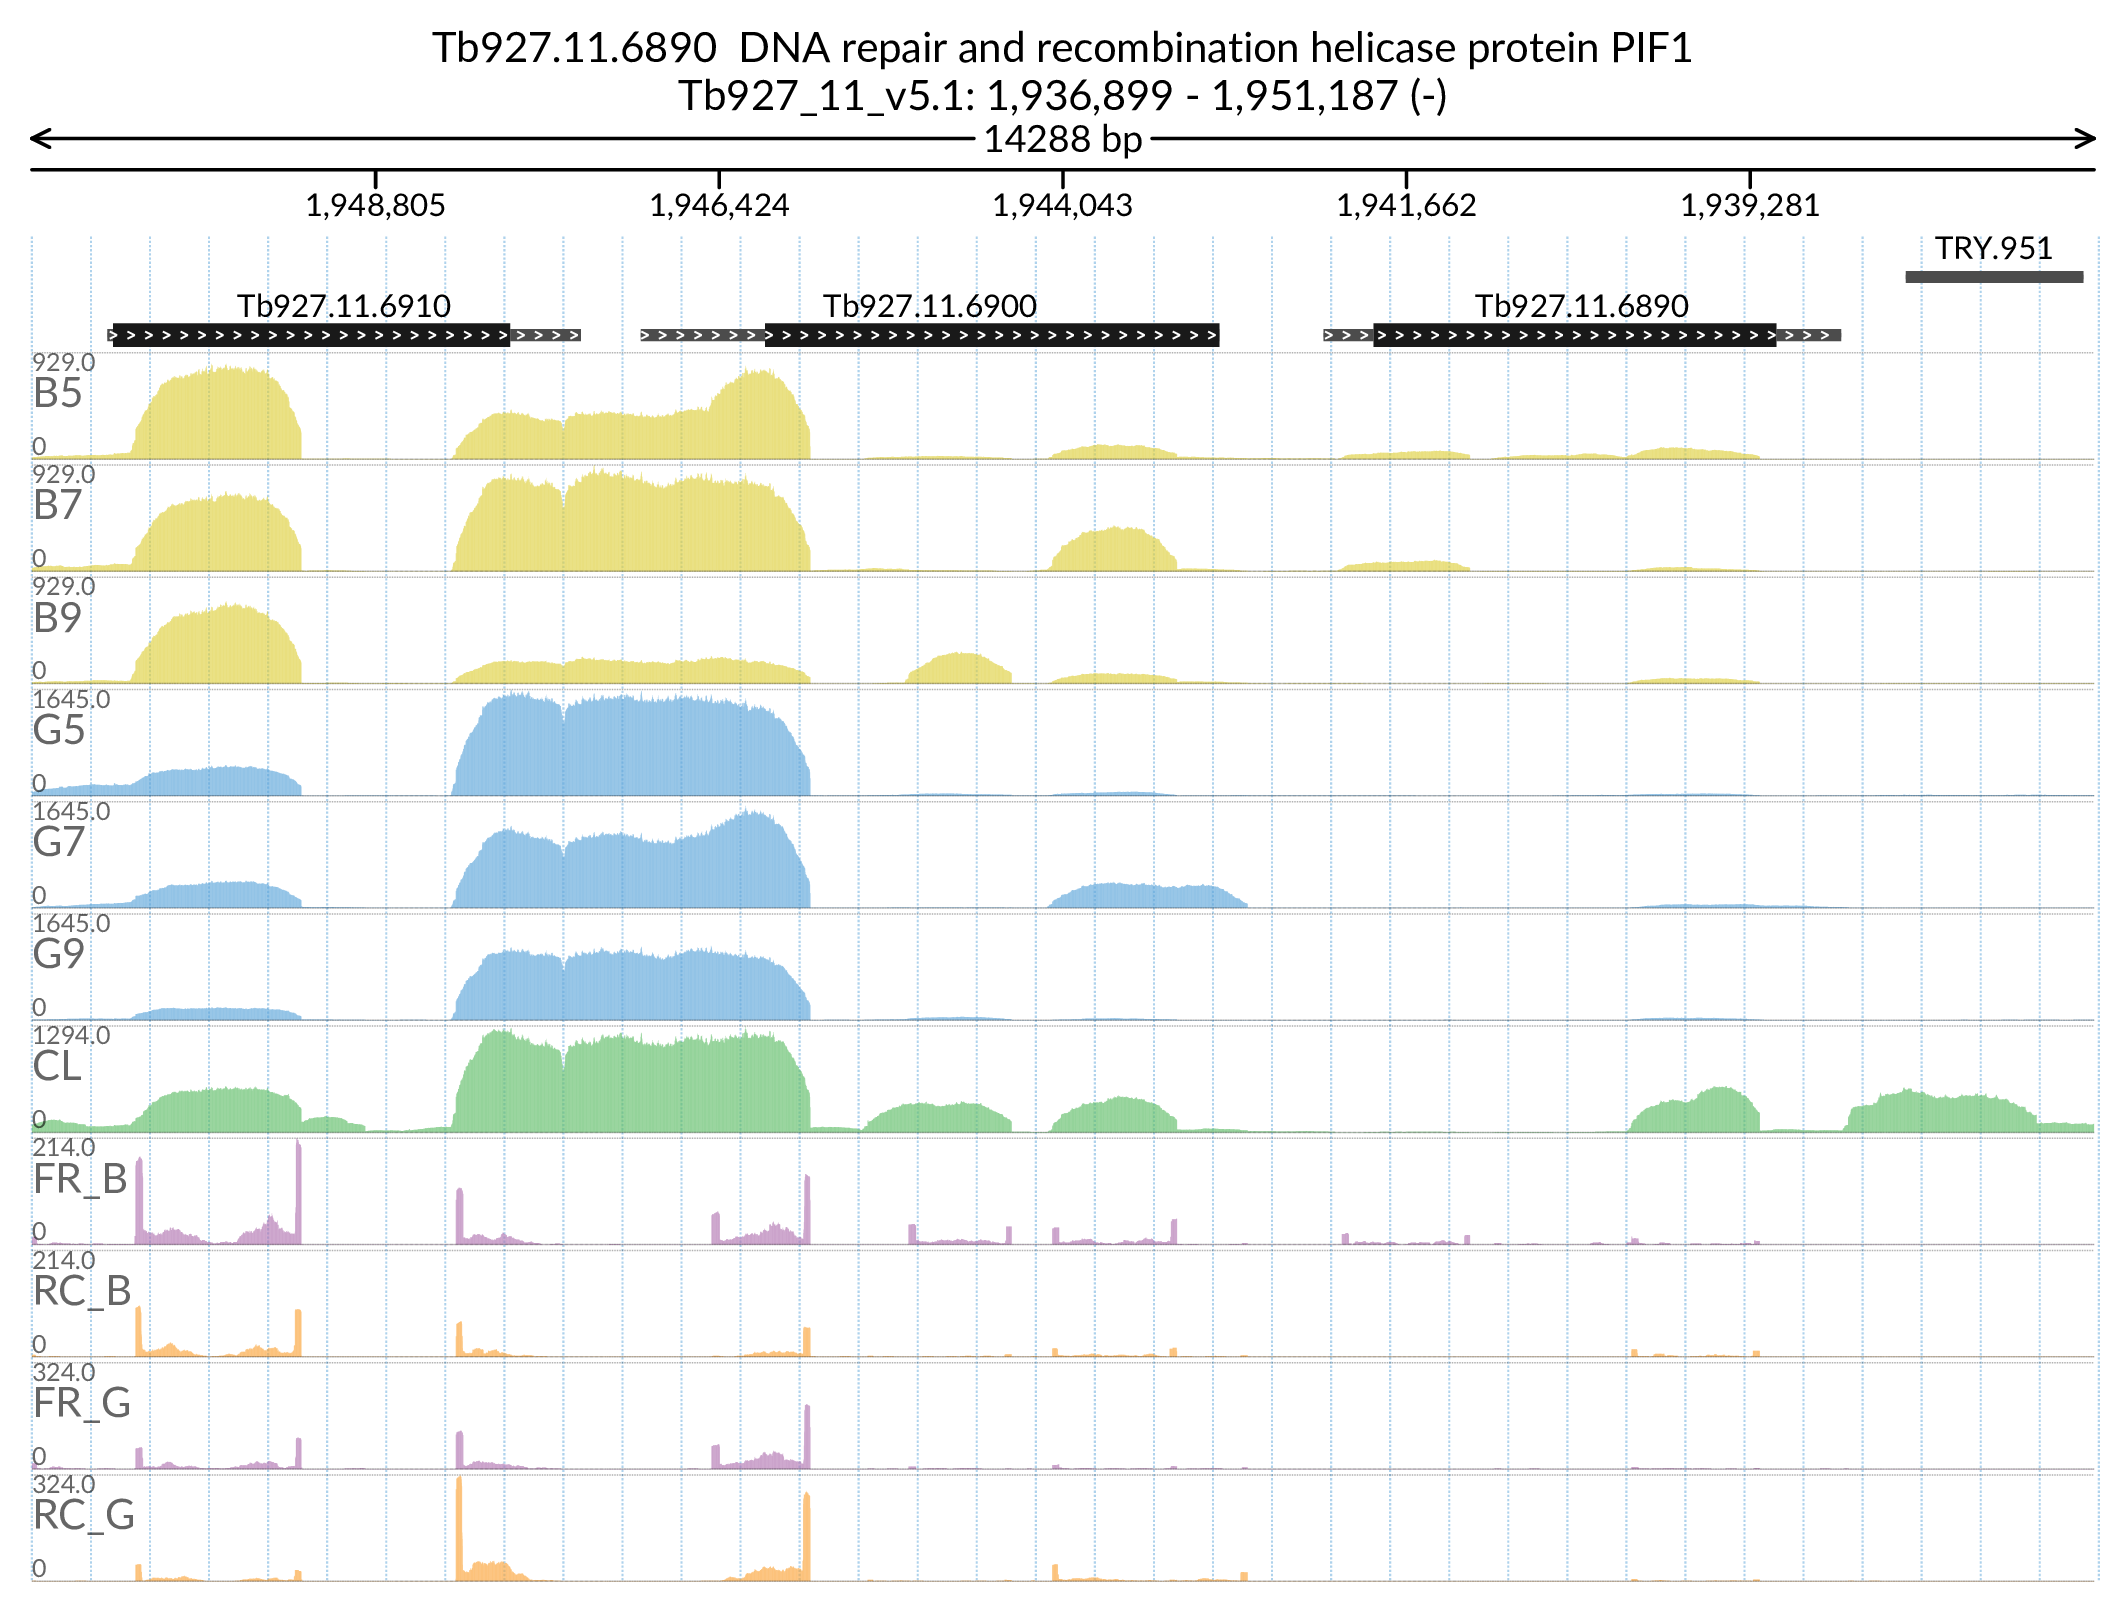 Tb927.11.6890  DNA repair and recombination helicase protein PIF1
Tb927_11_v5.1: 1,936,899 - 1,951,187 (-)
14288 bp
1,948,805 1,946,424 1,944,043 1,941,662 1,939,281
TRY.951
Tb927.11.6910 Tb927.11.6900 Tb927.11.6890
929.0
B5
0
929.0
B7
0
929.0
B9
0
1645.0
G5
0
1645.0
G7
0
1645.0
G9
0
1294.0
CL
0
214.0
FR_B
0
214.0
RC_B
0
324.0
FR_G
0
324.0
RC_G
0